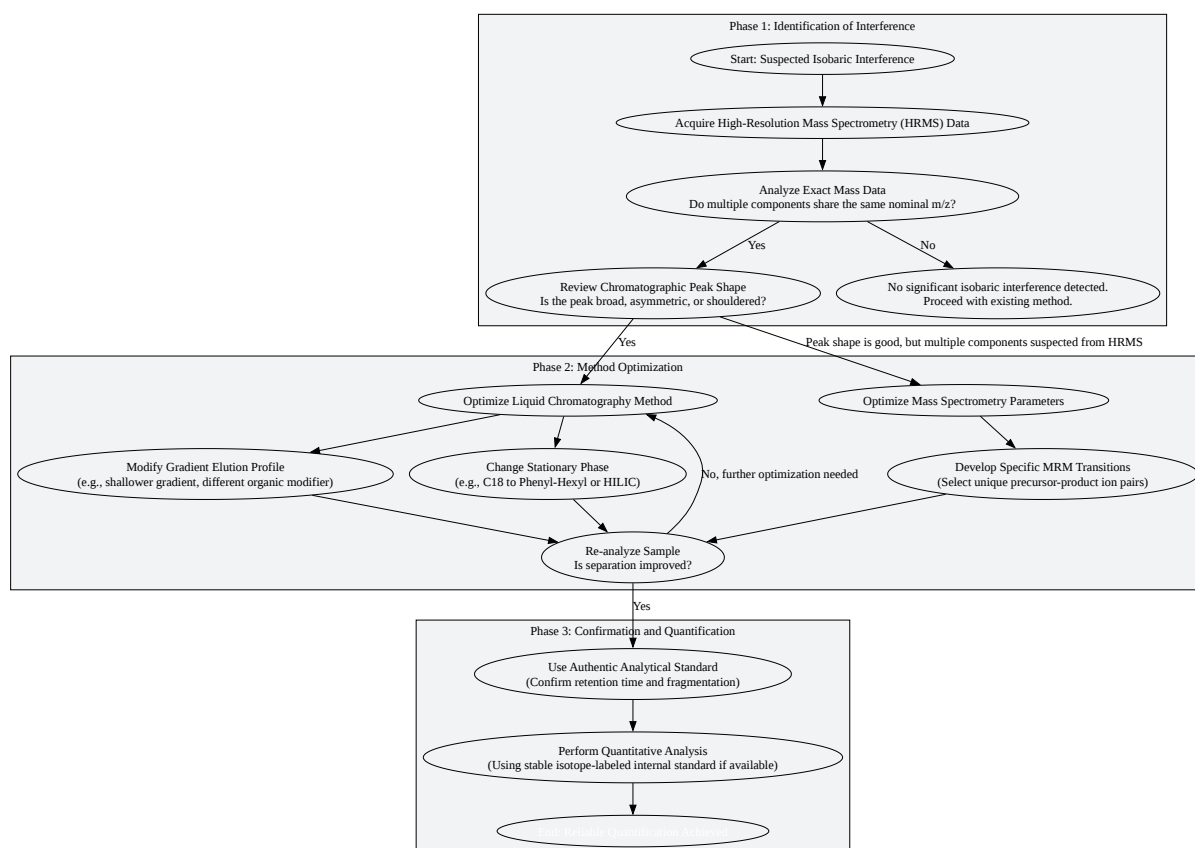 Phase 1: Identification of Interference
Start: Suspected Isobaric Interference
Acquire High-Resolution Mass Spectrometry (HRMS) Data
Analyze Exact Mass Data
Do multiple components share the same nominal m/z?
Yes
No
Review Chromatographic Peak Shape
Is the peak broad, asymmetric, or shouldered?
No significant isobaric interference detected.
Proceed with existing method.
Yes
Peak shape is good, but multiple components suspected from HRMS
Phase 2: Method Optimization
Optimize Liquid Chromatography Method
Optimize Mass Spectrometry Parameters
Modify Gradient Elution Profile
(e.g., shallower gradient, different organic modifier)
Change Stationary Phase
(e.g., C18 to Phenyl-Hexyl or HILIC)
No, further optimization needed
Develop Specific MRM Transitions
(Select unique precursor-product ion pairs)
Re-analyze Sample
Is separation improved?
Yes
Phase 3: Confirmation and Quantification
Use Authentic Analytical Standard
(Confirm retention time and fragmentation)
Perform Quantitative Analysis
(Using stable isotope-labeled internal standard if available)
End: Reliable Quantification Achieved